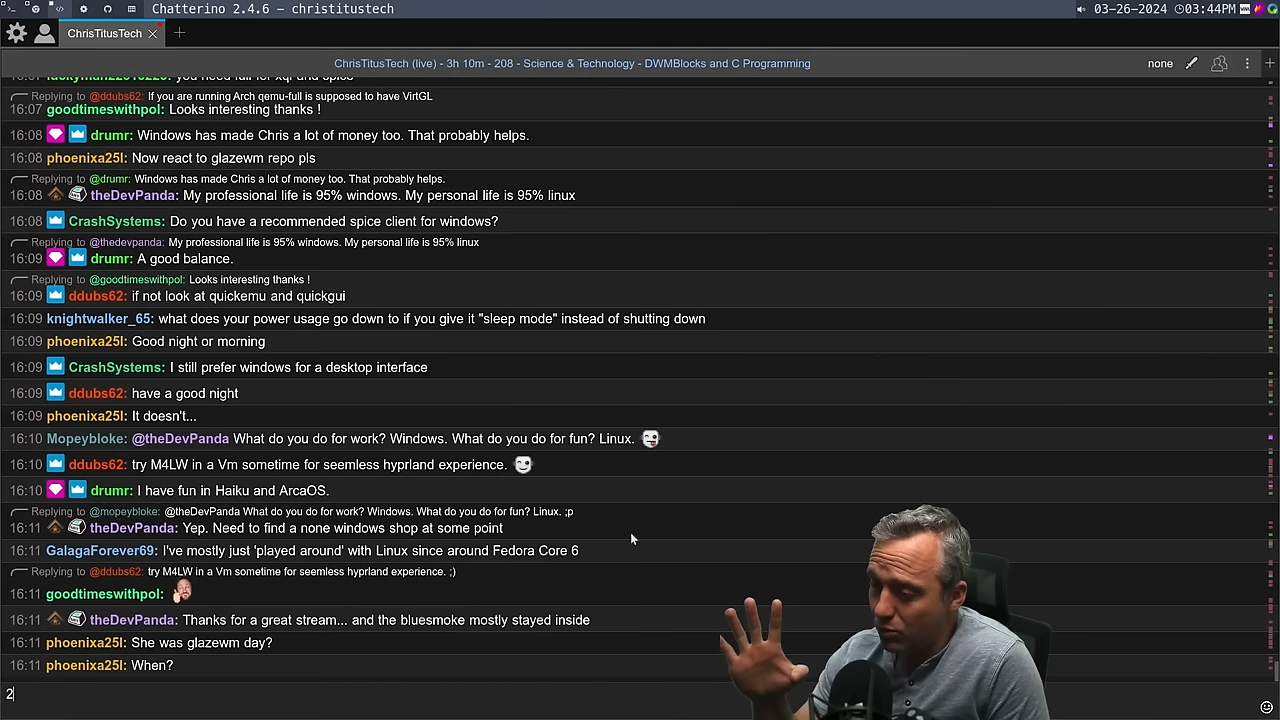 Chatterino 2.4.6 – christitustech
03-26-2024 03:44PM
ChrisTitusTech
ChrisTitusTech (live) - 3h 10m - 208 - Science & Technology - DWMBlocks and C Programming
none
Replying to @ddubs62: If you are running Arch qemu-full is supposed to have VirtGL
16:07 goodtimeswithpol: Looks interesting thanks !
16:08 drumr: Windows has made Chris a lot of money too. That probably helps.
16:08 phoenixa25l: Now react to glazewm repo pls
Replying to @drumr: Windows has made Chris a lot of money too. That probably helps.
16:08 theDevPanda: My professional life is 95% windows. My personal life is 95% linux
16:08 CrashSystems: Do you have a recommended spice client for windows?
Replying to @thedevpanda: My professional life is 95% windows. My personal life is 95% linux
16:09 drumr: A good balance.
Replying to @goodtimeswithpol: Looks interesting thanks !
16:09 ddubs62: if not look at quickemu and quickgui
16:09 knightwalker_65: what does your power usage go down to if you give it "sleep mode" instead of shutting down
16:09 phoenixa25l: Good night or morning
16:09 CrashSystems: I still prefer windows for a desktop interface
16:09 ddubs62: have a good night
16:09 phoenixa25l: It doesn't...
16:10 Mopeybloke: @theDevPanda What do you do for work? Windows. What do you do for fun? Linux.
16:10 ddubs62: try M4LW in a Vm sometime for seemless hyprland experience.
16:10 drumr: I have fun in Haiku and ArcaOS.
Replying to @mopeybloke: @theDevPanda What do you do for work? Windows. What do you do for fun? Linux. ;p
16:11 theDevPanda: Yep. Need to find a none windows shop at some point
16:11 GalagaForever69: I've mostly just 'played around' with Linux since around Fedora Core 6
Replying to @ddubs62: try M4LW in a Vm sometime for seemless hyprland experience. ;)
16:11 goodtimeswithpol:
16:11 theDevPanda: Thanks for a great stream... and the bluesmoke mostly stayed inside
16:11 phoenixa25l: She was glazewm day?
16:11 phoenixa25l: When?
2